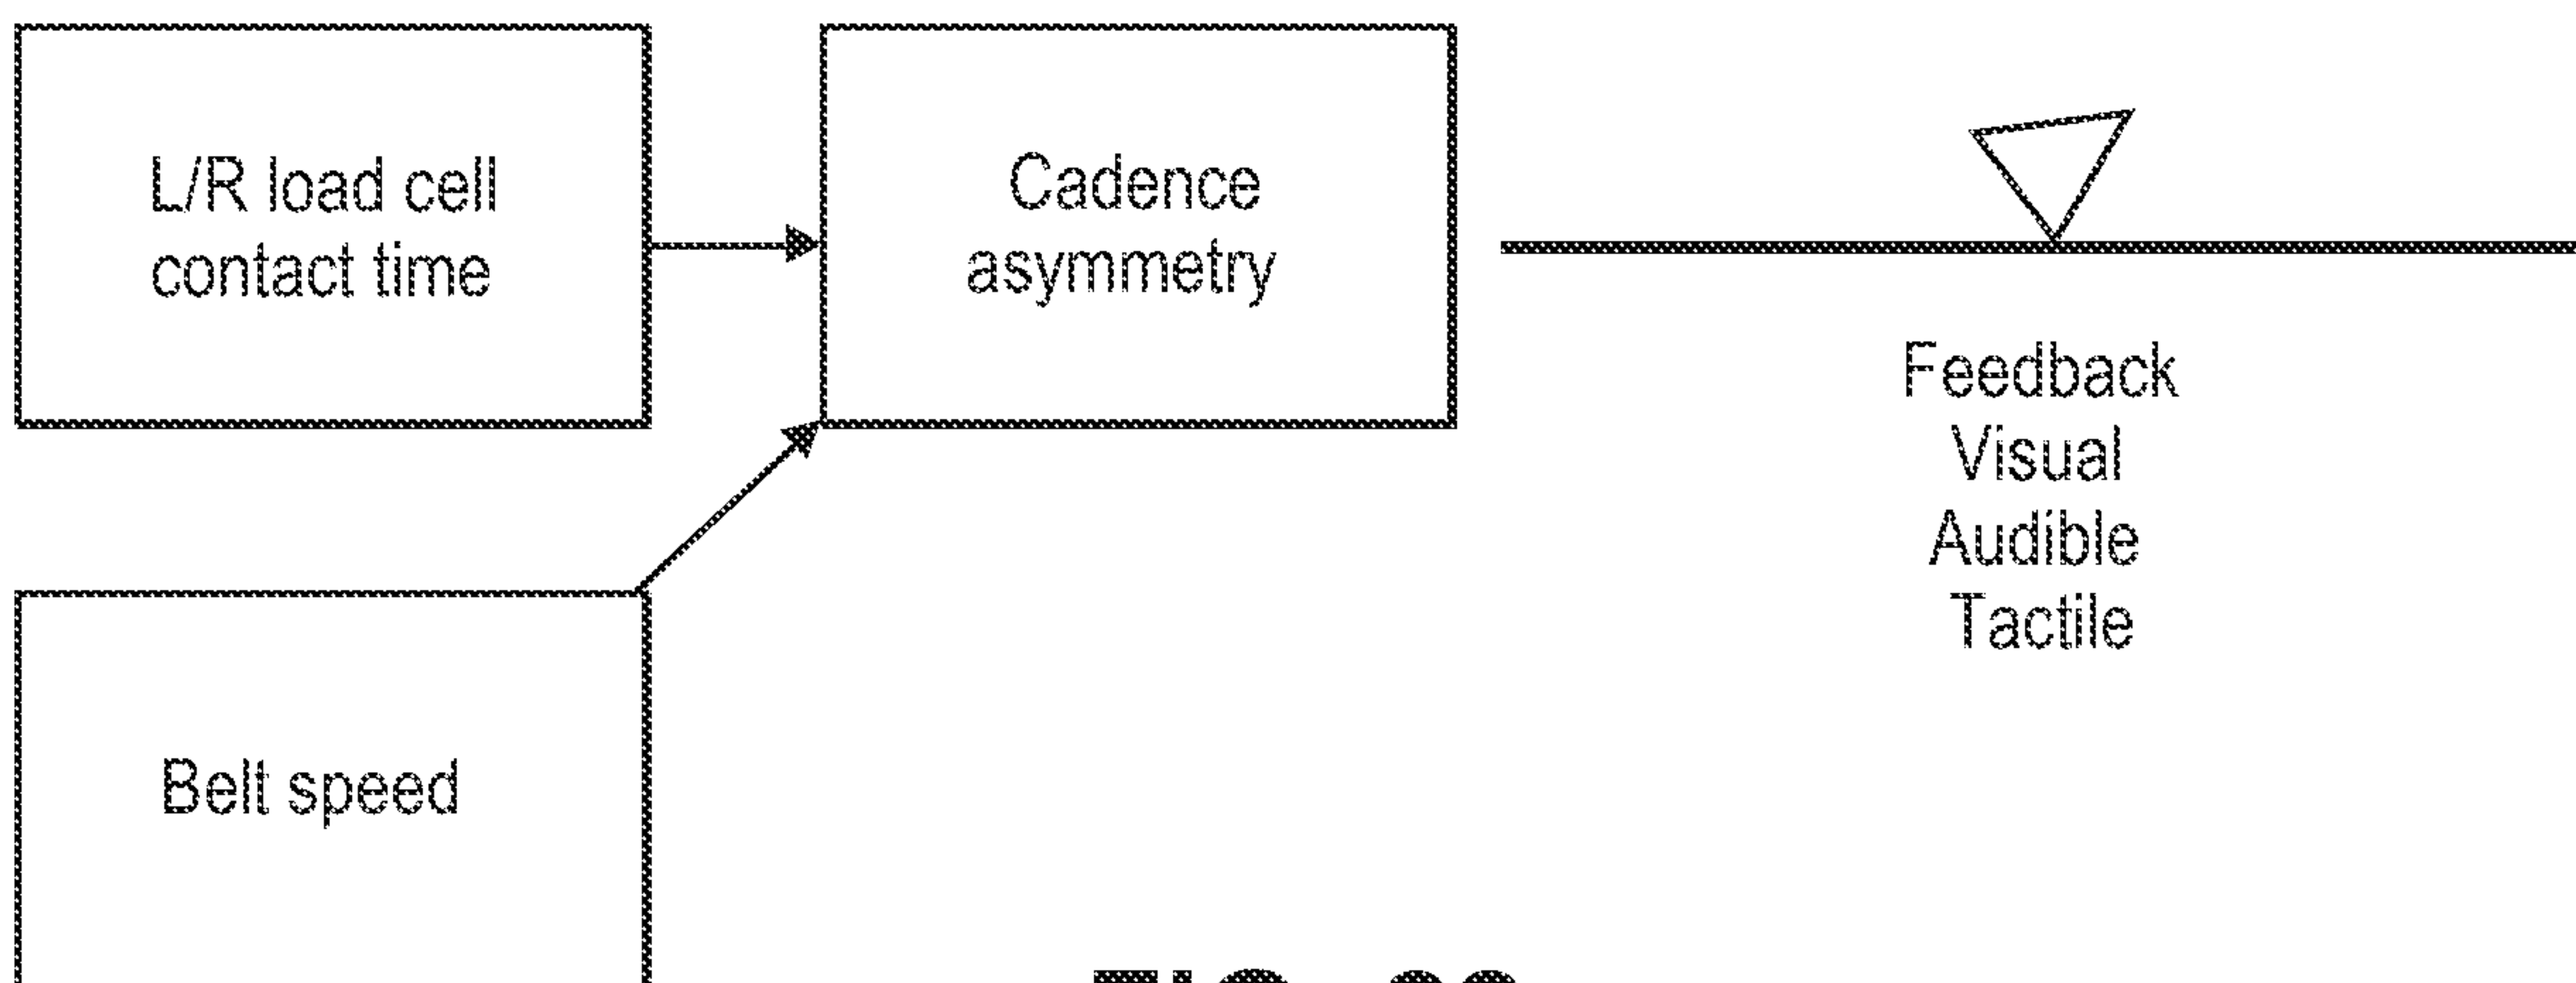 L/R load cell
contact time
Cadence
asymmetry
Feedback
Visual
Audible
Tactile
Belt speed